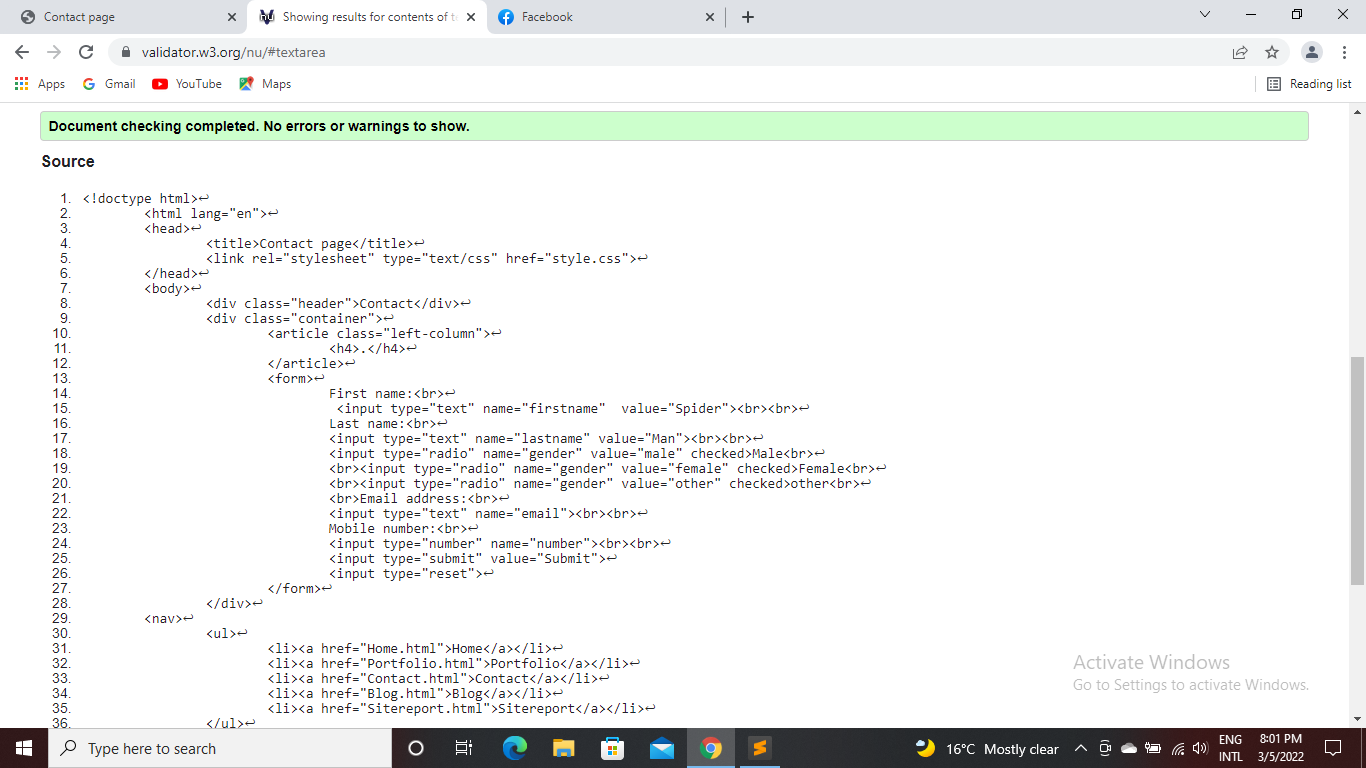 Contact page
Showing results for contents of t
Facebook
validator.w3.org/nu/#textarea
Apps
Gmail
YouTube
Maps
Reading list
Document checking completed. No errors or warnings to show.
Source
1. <!doctype html>↩
2. <html lang="en">↩
3. <head>↩
4. <title>Contact page</title>↩
5. <link rel="stylesheet" type="text/css" href="style.css">↩
6. </head>↩
7. <body>↩
8. <div class="header">Contact</div>↩
9. <div class="container">↩
10. <article class="left-column">↩
11. <h4>.</h4>↩
12. </article>↩
13. <form>↩
14. First name:<br>↩
15. <input type="text" name="firstname"  value="Spider"><br><br>↩
16. Last name:<br>↩
17. <input type="text" name="lastname" value="Man"><br><br>↩
18. <input type="radio" name="gender" value="male" checked>Male<br>↩
19. <br><input type="radio" name="gender" value="female" checked>Female<br>↩
20. <br><input type="radio" name="gender" value="other" checked>other<br>↩
21. <br>Email address:<br>↩
22. <input type="text" name="email"><br><br>↩
23. Mobile number:<br>↩
24. <input type="number" name="number"><br><br>↩
25. <input type="submit" value="Submit">↩
26. <input type="reset">↩
27. </form>↩
28. </div>↩
29. <nav>↩
30. <ul>↩
31. <li><a href="Home.html">Home</a></li>↩
32. <li><a href="Portfolio.html">Portfolio</a></li>↩
33. <li><a href="Contact.html">Contact</a></li>↩
34. <li><a href="Blog.html">Blog</a></li>↩
35. <li><a href="Sitereport.html">Sitereport</a></li>↩
36. </ul>↩
Activate Windows
Go to Settings to activate Windows.
Type here to search
16°C Mostly clear
ENG
INTL
8:01 PM
3/5/2022